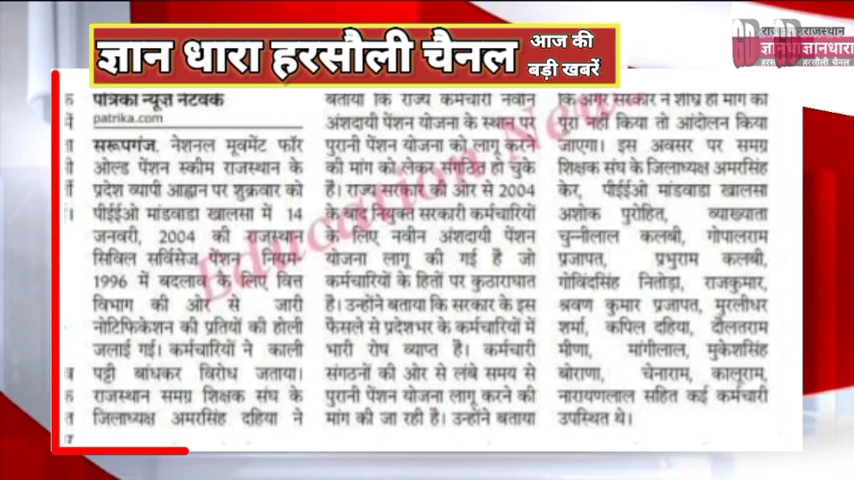 ज्ञान धारा हरसौली चैनल
आज की
बड़ी खबरें
पत्रिका न्यूज नेटवर्क
patrika.com
सरूपगंज. नेशनल मूवमेंट फॉर
ओल्ड पेंशन स्कीम राजस्थान के
प्रदेश व्यापी आह्वान पर शुक्रवार को
पीईईओ मांडवाडा खालसा में 14
जनवरी, 2004 की राजस्थान
सिविल सर्विसेज पेंशन नियम-
1996 में बदलाव के लिए वित्त
विभाग की ओर से जारी
नोटिफिकेशन की प्रतियों की होली
जलाई गई। कर्मचारियों ने काली
पट्टी बांधकर विरोध जताया।
राजस्थान समग्र शिक्षक संघ के
जिलाध्यक्ष अमरसिंह दहिया ने
बताया कि राज्य कर्मचारी नवीन
अंशदायी पेंशन योजना के स्थान पर
पुरानी पेंशन योजना को लागू करने
की मांग को लेकर संगठित हो चुके
है। राज्य सरकार की ओर से 2004
के बाद नियुक्त सरकारी कर्मचारियों
के लिए नवीन अंशदायी पेंशन
योजना लागू की गई है जो
कर्मचारियों के हितों पर कुठाराघात
है। उन्होंने बताया कि सरकार के इस
फैसले से प्रदेशभर के कर्मचारियों में
भारी रोष व्याप्त है। कर्मचारी
संगठनों की ओर से लंबे समय से
पुरानी पेंशन योजना लागू करने की
मांग की जा रही है। उन्होंने बताया
कि अगर सरकार ने शीघ्र ही मांग को
पूरा नहीं किया तो आंदोलन किया
जाएगा। इस अवसर पर समग्र
शिक्षक संघ के जिलाध्यक्ष अमरसिंह
केर, पीईईओ मांडवाडा खालसा
अशोक पुरोहित, व्याख्याता
चुन्नीलाल कलबी, गोपालराम
प्रजापत, प्रभुराम कलबी,
गोविंदसिंह नितोड़ा, राजकुमार,
श्रवण कुमार प्रजापत, मुरलीधर
शर्मा, कपिल दहिया, दौलतराम
मीणा, मांगीलाल, मुकेशसिंह
बोराणा, चेनाराम, कालूराम,
नारायणलाल सहित कई कर्मचारी
उपस्थित थे।
Education News